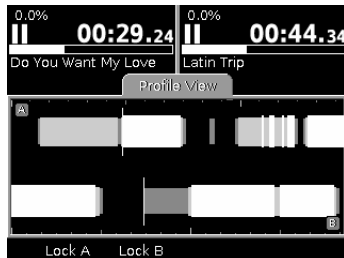 0.0%
00:29.24
Do You Want My Love
0.0%
00:44.34
Latin Trip
Profile View
A
B
Lock A
Lock B